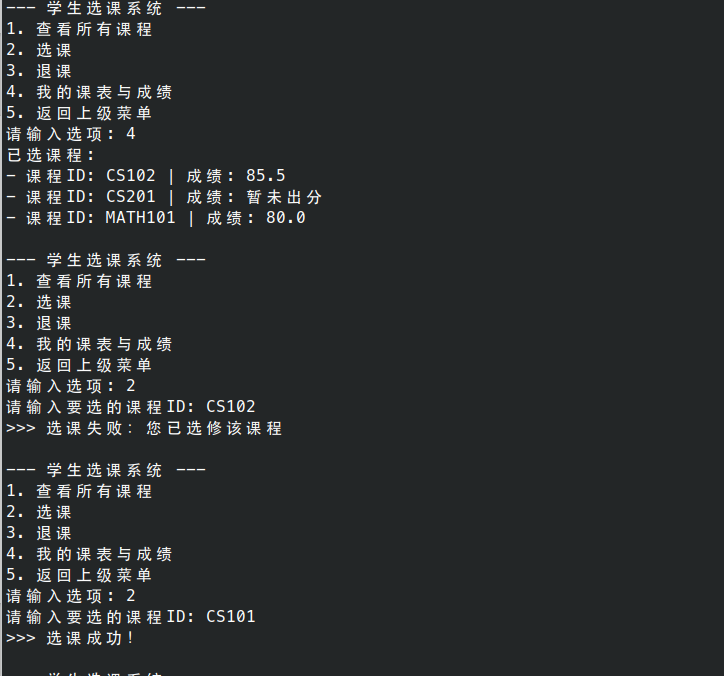 --- 学生选课系统 ---
1. 查看所有课程
2. 选课
3. 退课
4. 我的课表与成绩
5. 返回上级菜单
请输入选项: 4
已选课程:
- 课程ID: CS102 | 成绩: 85.5
- 课程ID: CS201 | 成绩: 暂未出分
- 课程ID: MATH101 | 成绩: 80.0
--- 学生选课系统 ---
1. 查看所有课程
2. 选课
3. 退课
4. 我的课表与成绩
5. 返回上级菜单
请输入选项: 2
请输入要选的课程ID: CS102
>>> 选课失败: 您已选修该课程
--- 学生选课系统 ---
1. 查看所有课程
2. 选课
3. 退课
4. 我的课表与成绩
5. 返回上级菜单
请输入选项: 2
请输入要选的课程ID: CS101
>>> 选课成功!